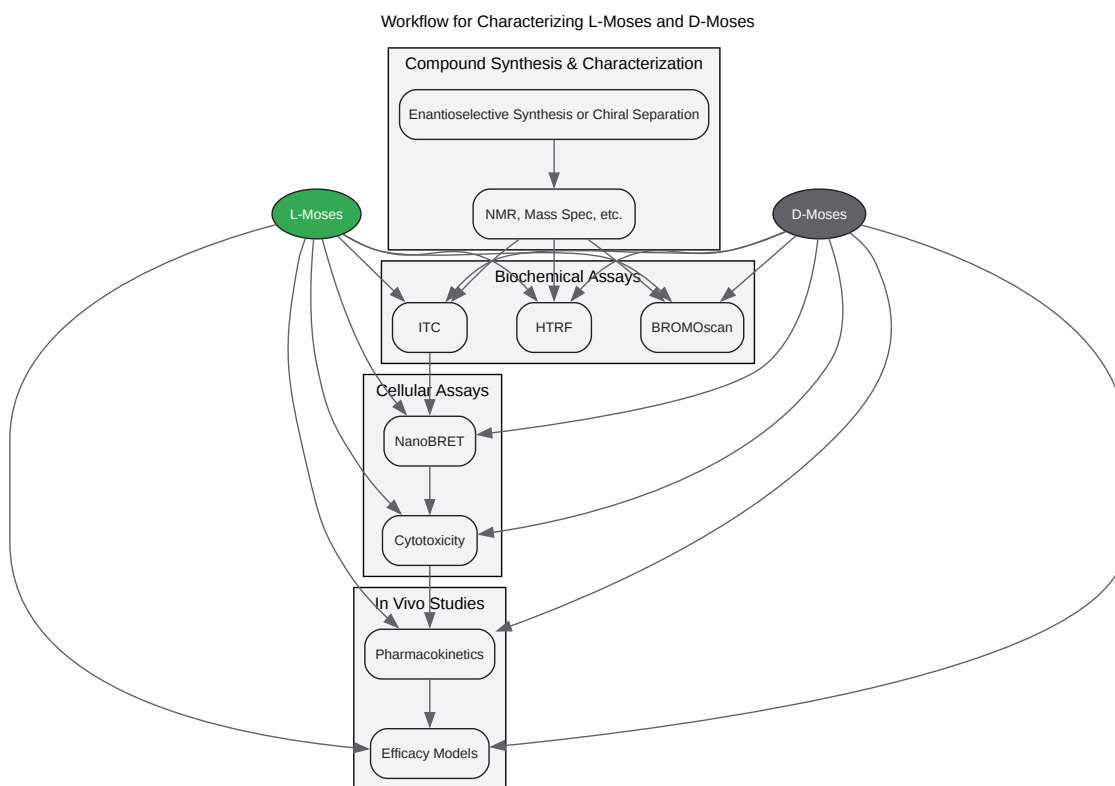 Workflow for Characterizing L-Moses and D-Moses
Compound Synthesis & Characterization
Enantioselective Synthesis or Chiral Separation
L-Moses
NMR, Mass Spec, etc.
D-Moses
Biochemical Assays
ITC
HTRF
BROMOscan
Cellular Assays
NanoBRET
Cytotoxicity
In Vivo Studies
Pharmacokinetics
Efficacy Models